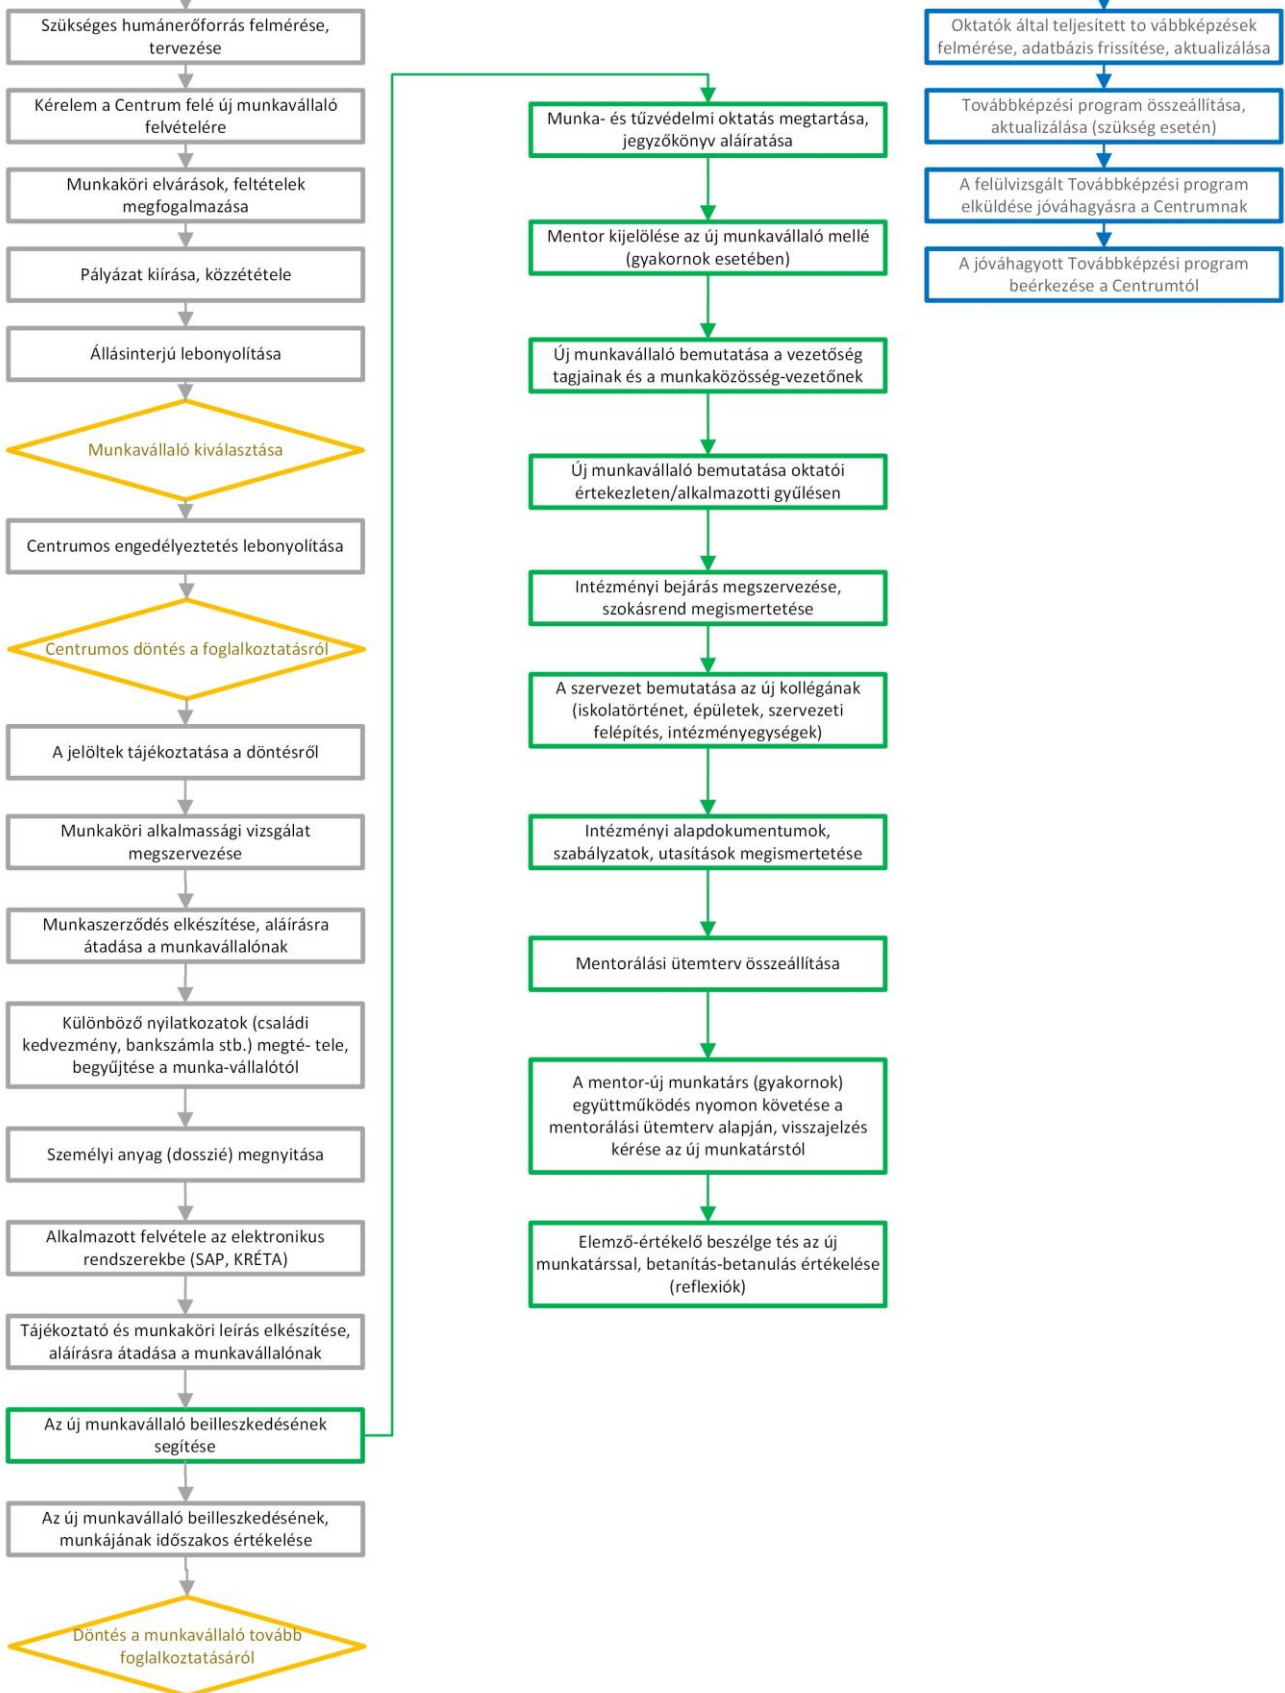 Szükséges humánerőforrás felmérése,
tervezése
Kérelem a Centrum felé új munkavállaló
felvételére
Munkaköri elvárások, feltételek
megfogalmazása
Pályázat kiírása, közzététele
Állásinterjú lebonyolítása
Munkavállaló kiválasztása
Centrumos engedélyeztetés lebonyolítása
Centrumos döntés a foglalkoztatásról
A jelöltek tájékoztatása a döntésről
Munkaköri alkalmassági vizsgálat
megszervezése
Munkaszerződés elkészítése, aláírásra
átadása a munkavállalónak
Különböző nyilatkozatok (családi
kedvezmény, bankszámla stb.) megté- tele,
begyűjtése a munka-vállalótól
Személyi anyag (dosszié) megnyitása
Alkalmazott felvétele az elektronikus
rendszerekbe (SAP, KRÉTA)
Tájékoztató és munkaköri leírás elkészítése,
aláírásra átadása a munkavállalónak
Az új munkavállaló beilleszkedésének
segítése
Az új munkavállaló beilleszkedésének,
munkájának időszakos értékelése
Döntés a munkavállaló tovább
foglalkoztatásáról
Munka- és tűzvédelmi oktatás megtartása,
jegyzőkönyv aláíratása
Mentor kijelölése az új munkavállaló mellé
(gyakornok esetében)
Új munkavállaló bemutatása a vezetőség
tagjainak és a munkaközösség-vezetőnek
Új munkavállaló bemutatása oktatói
értekezleten/alkalmazotti gyűlésen
Intézményi bejárás megszervezése,
szokásrend megismertetése
A szervezet bemutatása az új kollégának
(iskolatörténet, épületek, szervezeti
felépítés, intézményegységek)
Intézményi alapdokumentumok,
szabályzatok, utasítások megismertetése
Mentorálási ütemterv összeállítása
A mentor-új munkatárs (gyakornok)
együttműködés nyomon követése a
mentorálási ütemterv alapján, visszajelzés
kérése az új munkatárstól
Elemző-értékelő beszélge tés az új
munkatárssal, betanítás-betanulás értékelése
(reflexiók)
Oktatók által teljesített to vábbképzések
felmérése, adatbázis frissítése, aktualizálása
Továbbképzési program összeállítása,
aktualizálása (szükség esetén)
A felülvizsgált Továbbképzési program
elküldése jóváhagyásra a Centrumnak
A jóváhagyott Továbbképzési program
beérkezése a Centrumtól